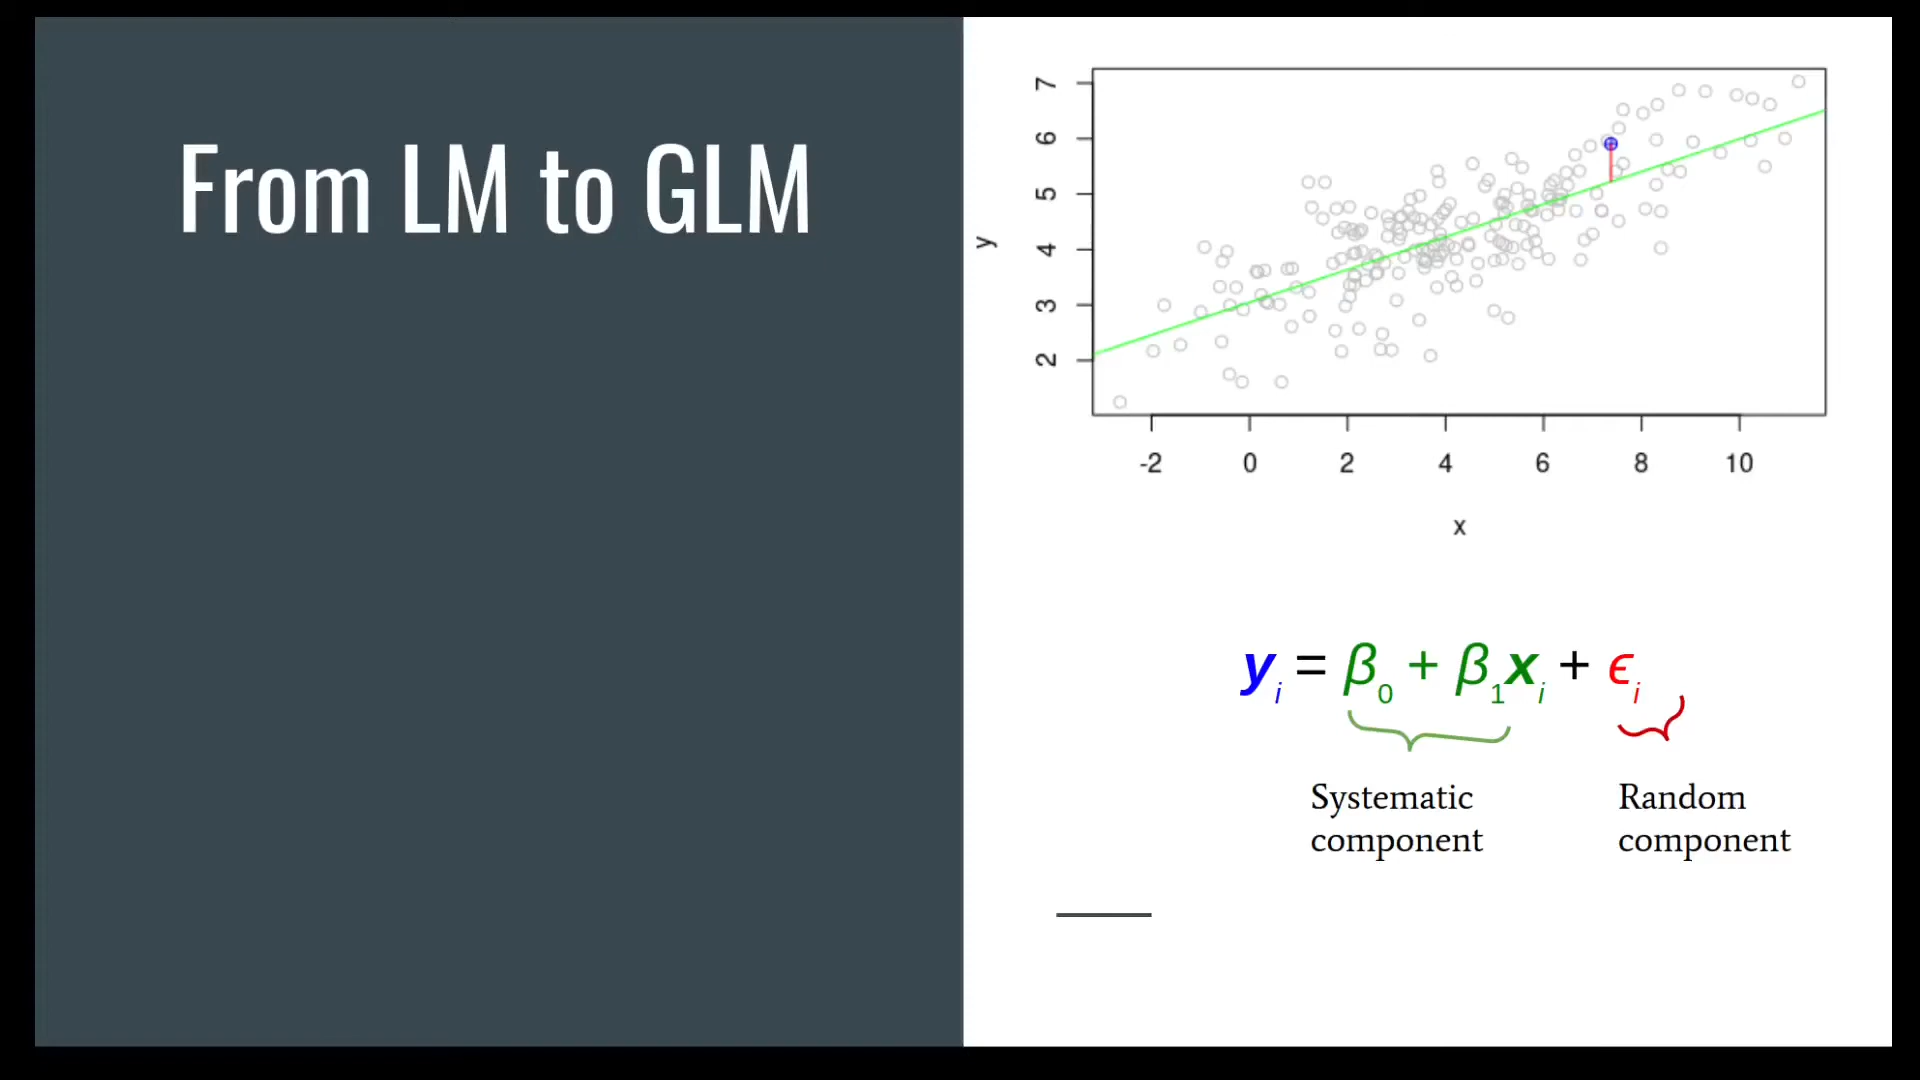 From LM to GLM
7
6
5
4
3
2
y
-2 0 2 4 6 8 10
x
yᵢ = β₀ + β₁xᵢ + ϵᵢ
Systematic
component
Random
component